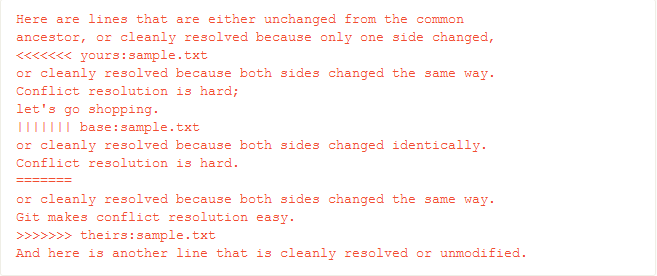 Here are lines that are either unchanged from the common
ancestor, or cleanly resolved because only one side changed,
<<<<<<< yours:sample.txt
or cleanly resolved because both sides changed the same way.
Conflict resolution is hard;
let's go shopping.
||||||| base:sample.txt
or cleanly resolved because both sides changed identically.
Conflict resolution is hard.
=======
or cleanly resolved because both sides changed the same way.
Git makes conflict resolution easy.
>>>>>>> theirs:sample.txt
And here is another line that is cleanly resolved or unmodified.